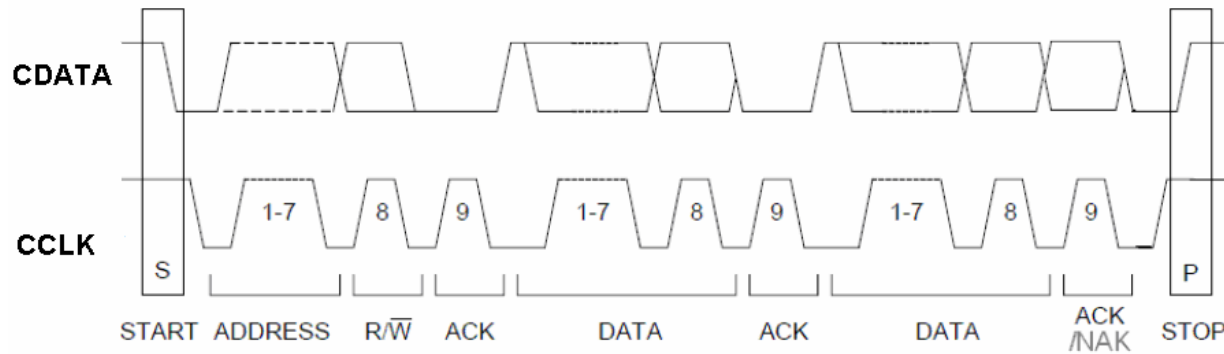 CDATA
1-7 8 9 1-7 8 9 1-7 8 9
CCLK
S P
START ADDRESS R/W̅ ACK DATA ACK DATA ACK /NAK STOP